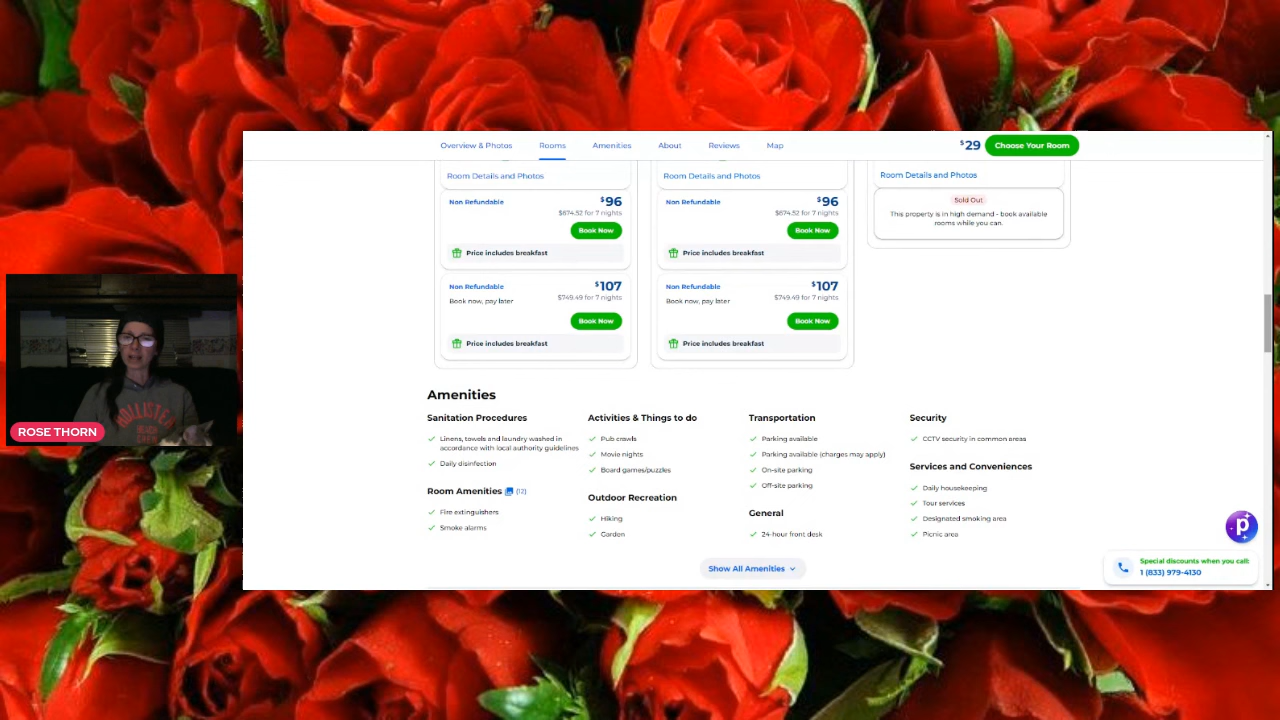 Overview & Photos
Rooms
Amenities
About
Reviews
Map
$29
Choose Your Room
Room Details and Photos
Non Refundable
$96
$674.52 for 7 nights
Book Now
Price includes breakfast
Non Refundable
$107
Book now, pay later
$749.49 for 7 nights
Book Now
Price includes breakfast
Room Details and Photos
Non Refundable
$96
$674.52 for 7 nights
Book Now
Price includes breakfast
Non Refundable
$107
Book now, pay later
$749.49 for 7 nights
Book Now
Price includes breakfast
Room Details and Photos
Sold Out
This property is in high demand - book available
rooms while you can.
ROSE THORN
HOLLISTER
Amenities
Sanitation Procedures
Linens, towels and laundry washed in
accordance with local authority guidelines
Daily disinfection
Room Amenities (12)
Fire extinguishers
Smoke alarms
Activities & Things to do
Pub crawls
Movie nights
Board games/puzzles
Outdoor Recreation
Hiking
Garden
Transportation
Parking available
Parking available (charges may apply)
On-site parking
Off-site parking
General
24-hour front desk
Security
CCTV security in common areas
Services and Conveniences
Daily housekeeping
Tour services
Designated smoking area
Picnic area
Show All Amenities
p
Special discounts when you call:
1 (833) 979-4130